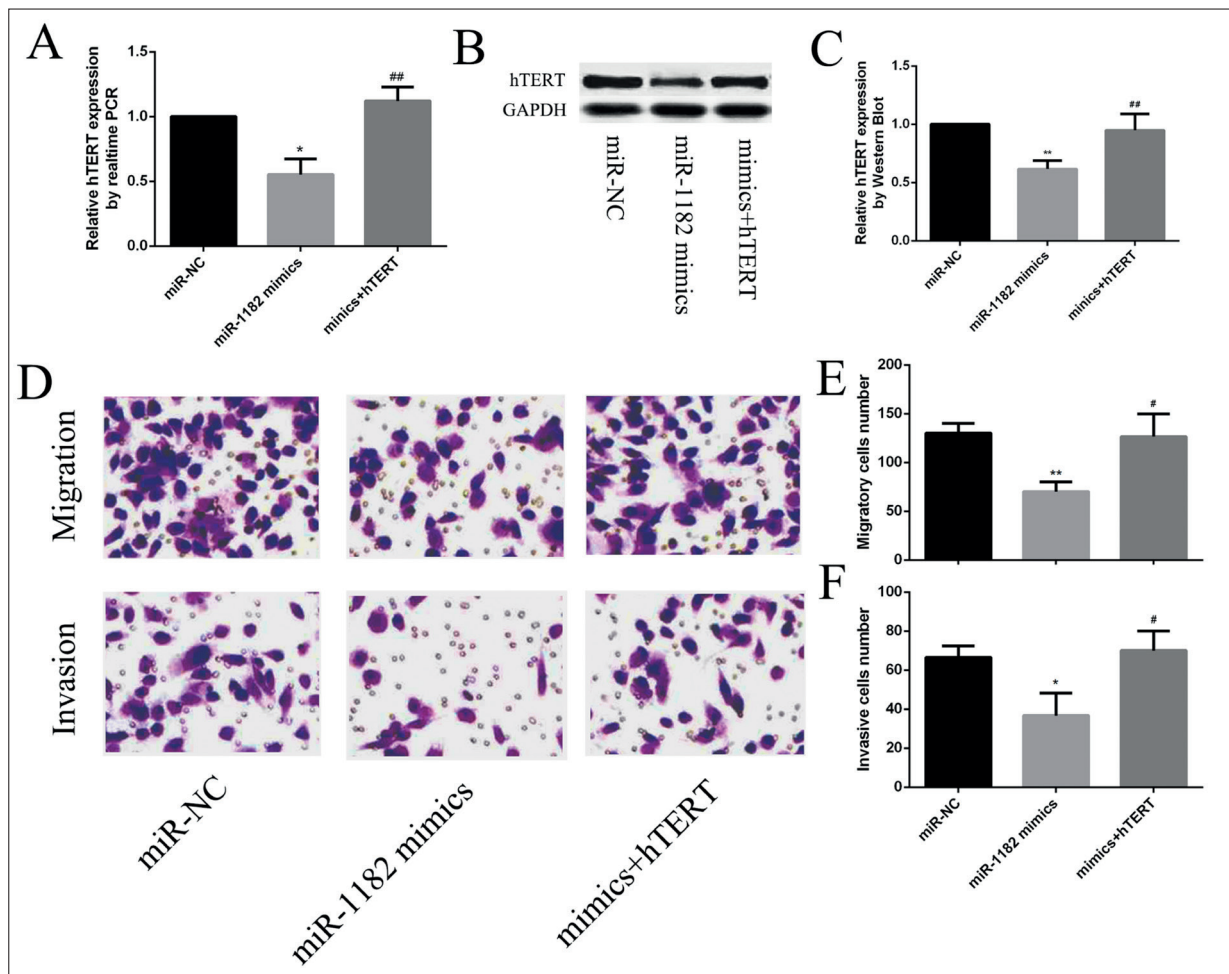 A
Relative hTERT expression
by realtime PCR
1.5
1.0
0.5
0.0
*
##
miR-NC
miR-1182 mimics
minics+hTERT
B
hTERT
GAPDH
miR-NC
miR-1182 mimics
mimics+hTERT
C
Relative hTERT expression
by Western Blot
1.5
1.0
0.5
0.0
**
##
miR-NC
miR-1182 mimics
minics+hTERT
D
Migration
Invasion
miR-NC
miR-1182 mimics
mimics+hTERT
E
Migratory cells number
200
150
100
50
0
**
#
F
Invasive cells number
100
80
60
40
20
0
*
#
miR-NC
miR-1182 mimics
mimics+hTERT